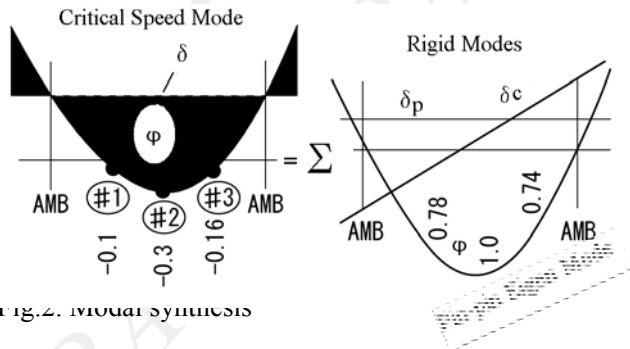 Critical Speed Mode
δ
φ
AMB
#1
#2
#3
AMB
-0.1
-0.3
-0.16
= Σ
Rigid Modes
δp
δc
0.78
φ
1.0
0.74
AMB
AMB
Fig.2. Modal synthesis